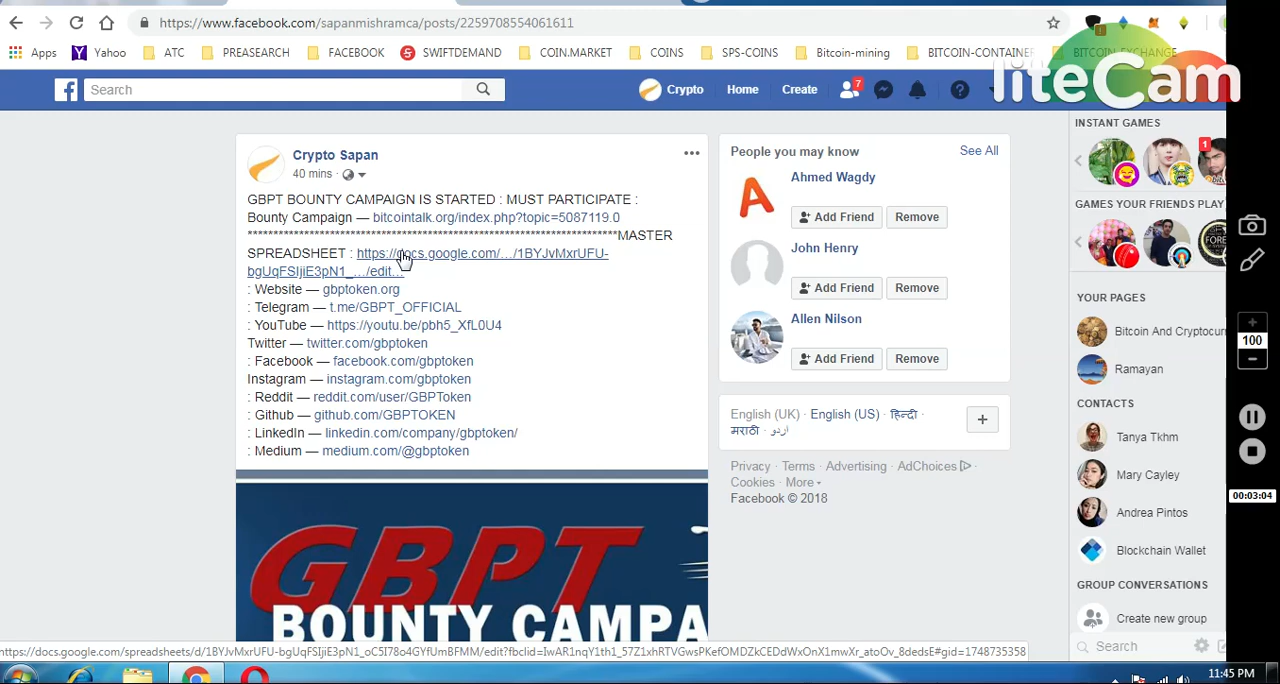 https://www.facebook.com/sapanmishramca/posts/2259708554061611
Apps Yahoo ATC PREASEARCH FACEBOOK SWIFTDEMAND COIN.MARKET COINS SPS-COINS Bitcoin-mining BITCOIN-CONTAINER BITCOIN-EXCHANGE
liteCam
Search
Crypto Home Create 7
Crypto Sapan
40 mins
GBPT BOUNTY CAMPAIGN IS STARTED : MUST PARTICIPATE :
Bounty Campaign — bitcointalk.org/index.php?topic=5087119.0
*********************************************************************MASTER
SPREADSHEET : https://docs.google.com/.../1BYJvMxrUFU-
bgUqFSIjiE3pN1_.../edit...
: Website — gbptoken.org
: Telegram — t.me/GBPT_OFFICIAL
: YouTube — https://youtu.be/pbh5_XfL0U4
Twitter — twitter.com/gbptoken
: Facebook — facebook.com/gbptoken
Instagram — instagram.com/gbptoken
: Reddit — reddit.com/user/GBPToken
: Github — github.com/GBPTOKEN
: LinkedIn — linkedin.com/company/gbptoken/
: Medium — medium.com/@gbptoken
GBPT
BOUNTY CAMPA
People you may know See All
Ahmed Wagdy
Add Friend Remove
John Henry
Add Friend Remove
Allen Nilson
Add Friend Remove
English (UK) · English (US) · हिन्दी ·
मराठी · اردو
Privacy · Terms · Advertising · AdChoices ·
Cookies · More
Facebook © 2018
INSTANT GAMES
1
GAMES YOUR FRIENDS PLAY
FORE
YOUR PAGES
Bitcoin And Cryptocurr
Ramayan
CONTACTS
Tanya Tkhm
Mary Cayley
Andrea Pintos
Blockchain Wallet
GROUP CONVERSATIONS
Create new group
Search
100
00:03:04
https://docs.google.com/spreadsheets/d/1BYJvMxrUFU-bgUqFSIjiE3pN1_oC5I78o4GYfUmBFMM/edit?fbclid=IwAR1nqY1th1_57Z1xhRTVGwsPKefOMDZkCEDdWxOnX1mwXr_atoOv_8dedsE#gid=1748735358
11:45 PM